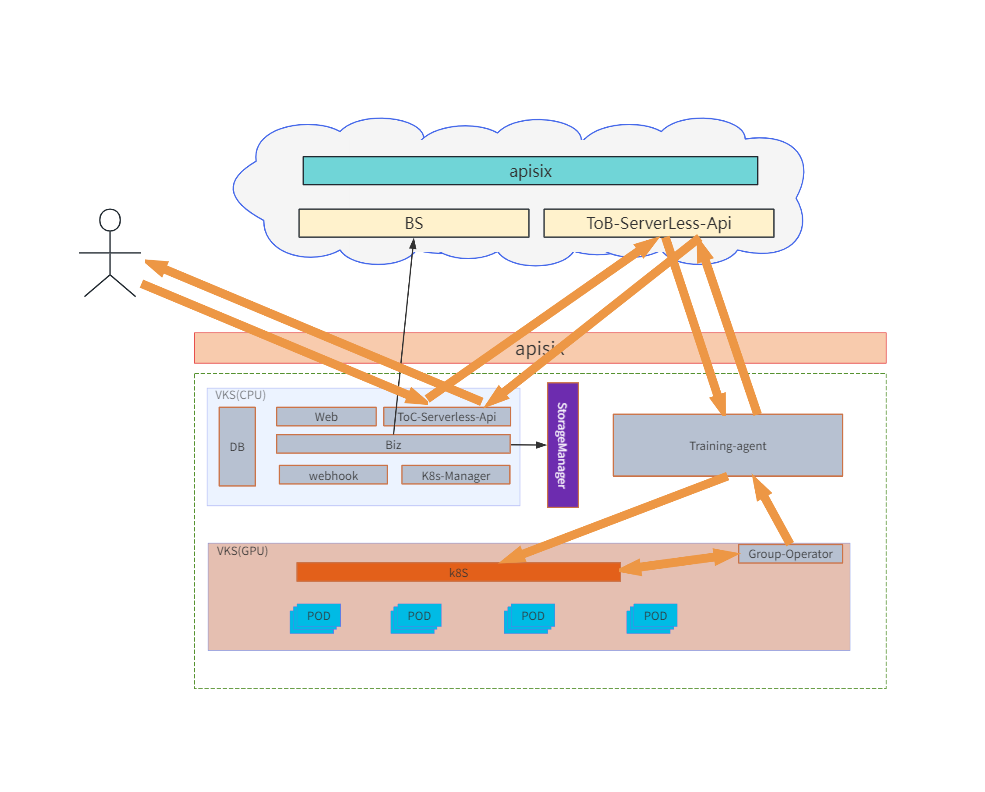 apisix
BS
ToB-ServerLess-Api
apisix
VKS(CPU)
DB
Web
ToC-Serverless-Api
Biz
webhook
K8s-Manager
StorageManager
Training-agent
VKS(GPU)
Group-Operator
k8S
POD
POD
POD
POD